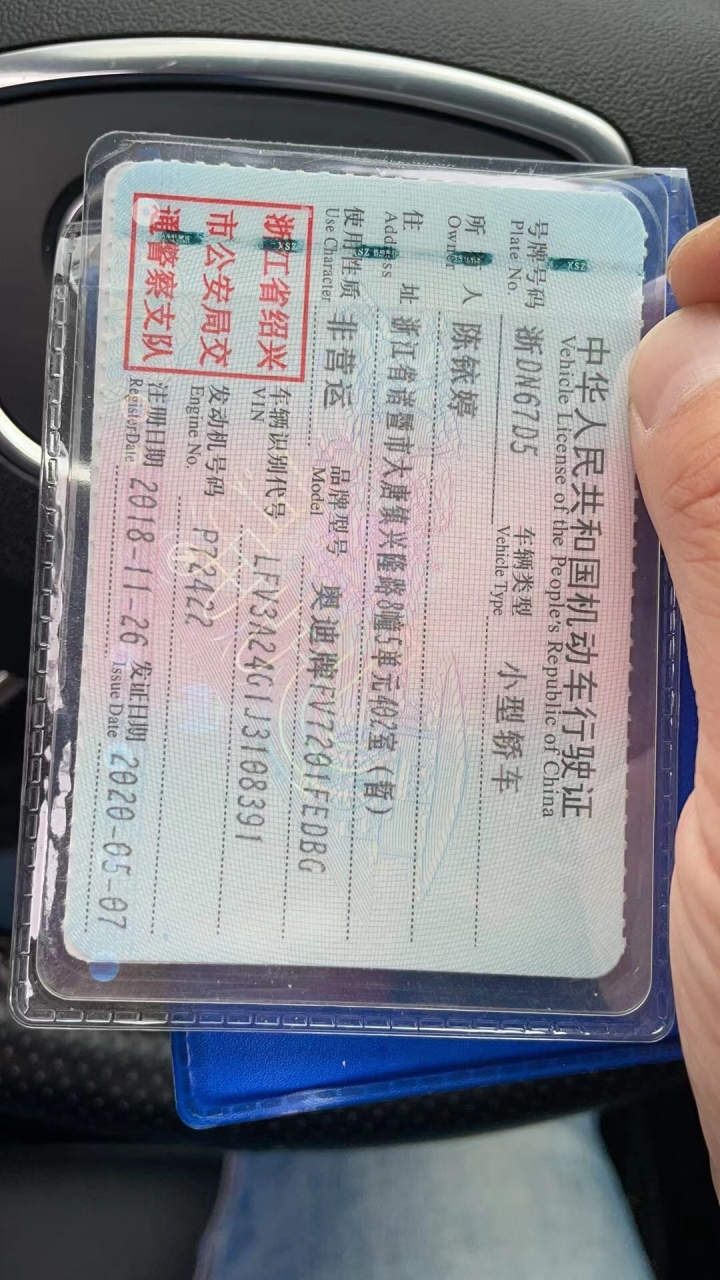 中华人民共和国机动车行驶证
Vehicle License of the People's Republic of China
号牌号码 浙DN67D5 车辆类型 小型轿车
Plate No. Vehicle Type
所 人 陈铱婷
Owner
住 址 浙江省诸暨市大唐镇兴隆路8幢5单元402室(暂)
Address
使用性质 非营运 品牌型号 奥迪牌FV7201FEDBG
Use Character Model
浙江省绍兴
市公安局交
通警察支队
车辆识别代号 LFV3A24G1J3108391
VIN
发动机号码 P72422
Engine No.
注册日期 2018-11-26 发证日期 2020-05-07
Register Date Issue Date